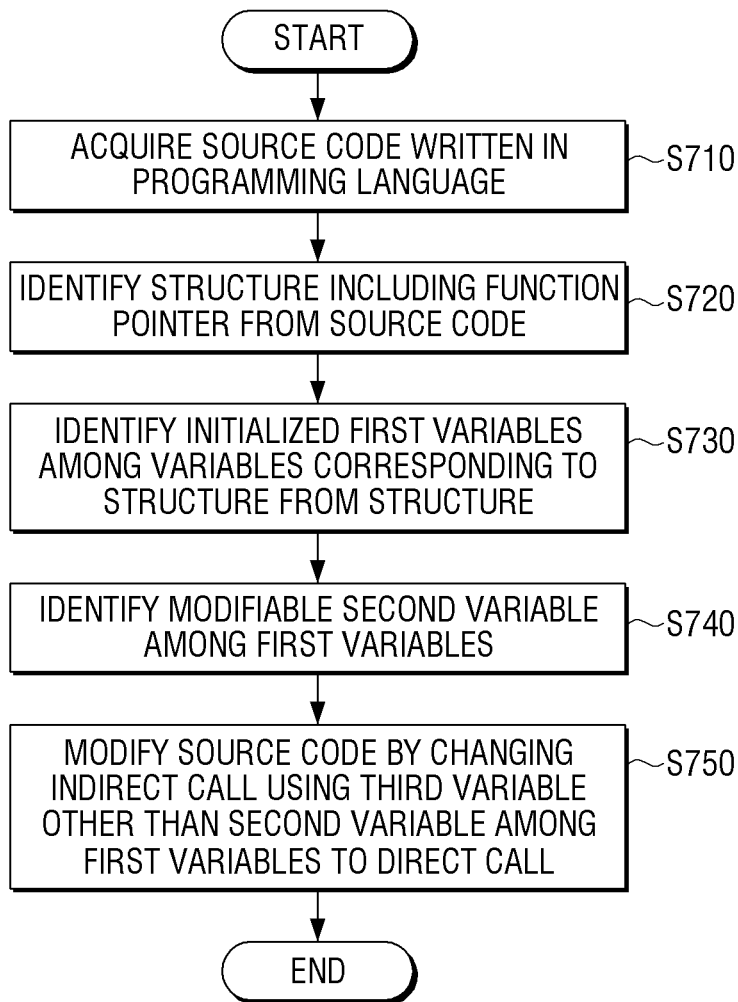 START
ACQUIRE SOURCE CODE WRITTEN IN
PROGRAMMING LANGUAGE
S710
IDENTIFY STRUCTURE INCLUDING FUNCTION
POINTER FROM SOURCE CODE
S720
IDENTIFY INITIALIZED FIRST VARIABLES
AMONG VARIABLES CORRESPONDING TO
STRUCTURE FROM STRUCTURE
S730
IDENTIFY MODIFIABLE SECOND VARIABLE
AMONG FIRST VARIABLES
S740
MODIFY SOURCE CODE BY CHANGING
INDIRECT CALL USING THIRD VARIABLE
OTHER THAN SECOND VARIABLE AMONG
FIRST VARIABLES TO DIRECT CALL
S750
END